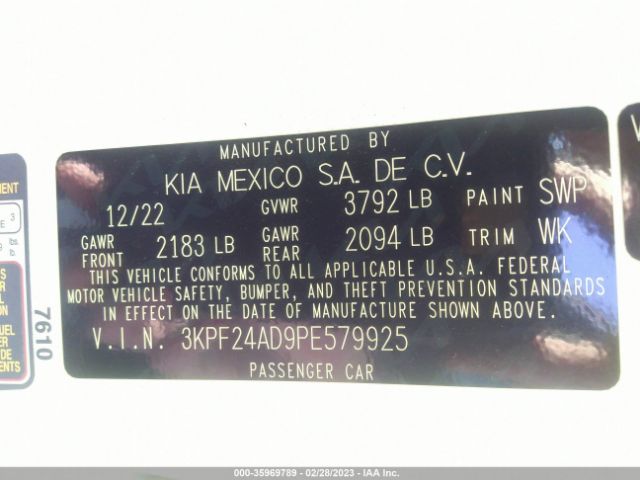 MANUFACTURED BY
KIA MEXICO S.A. DE C.V.
12/22 GVWR 3792 LB PAINT SWP
GAWR FRONT 2183 LB GAWR REAR 2094 LB TRIM WK
THIS VEHICLE CONFORMS TO ALL APPLICABLE U.S.A. FEDERAL
MOTOR VEHICLE SAFETY, BUMPER, AND THEFT PREVENTION STANDARDS
IN EFFECT ON THE DATE OF MANUFACTURE SHOWN ABOVE.
V.I.N. 3KPF24AD9PE579925
PASSENGER CAR
7610
000-35969789 - 02/28/2023 - IAA Inc.